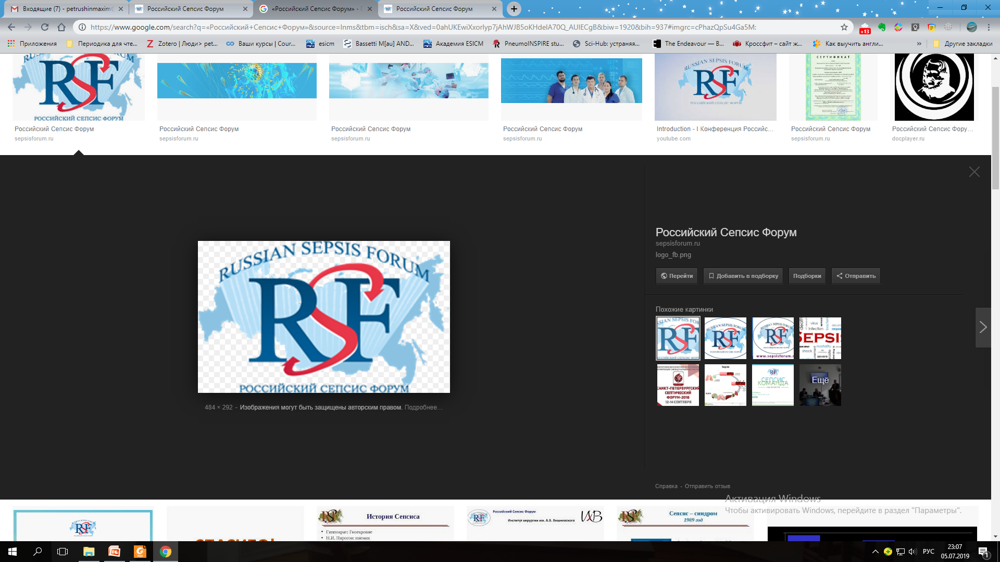 Входящие (7) - petrushinmaxim
Российский Сепсис Форум
«Российский Сепсис Форум» -
Российский Сепсис Форум
https://www.google.com/search?q=«Российский+Сепсис+Форум»&source=lnms&tbm=isch&sa=X&ved=0ahUKEwiXxorlyp7jAhWJB5oKHdelA70Q_AUIECgB&biw=1920&bih=937#imgrc=cPhazQpSu4Ga5M:
+13
Приложения
Периодика для чте...
Zotero | Люди> pet...
Ваши курсы | Cour...
esicm
Bassetti M[au] AND...
Академия ESICM
PneumoINSPIRE stu...
Sci-Hub: устраняя...
The Endeavour — B...
Кроссфит – сайт ж...
Как выучить англи...
»
Другие закладки
RSF
РОССИЙСКИЙ СЕПСИС ФОРУМ
RUSSIAN SEPSIS FORUM
RSF
РОССИЙСКИЙ СЕПСИС ФОРУМ
СЕРТИФИКАТ
Российский Сепсис Форум
sepsisforum.ru
Российский Сепсис Форум
sepsisforum.ru
Российский Сепсис Форум
sepsisforum.ru
Российский Сепсис Форум
sepsisforum.ru
Introduction - I Конференция Российс...
youtube.com
Российский Сепсис Форум
sepsisforum.ru
Российский Сепсис Фору...
docplayer.ru
RUSSIAN SEPSIS FORUM
RSF
РОССИЙСКИЙ СЕПСИС ФОРУМ
484 × 292 - Изображения могут быть защищены авторским правом. Подробнее...
Российский Сепсис Форум
sepsisforum.ru
logo_fb.png
Перейти
Добавить в подборку
Подборки
Отправить
Похожие картинки
RUSSIAN SEPSIS FORUM
RSF
РОССИЙСКИЙ СЕПСИС ФОРУМ
www.sepsisforum.r
death
virus
infection
SEPSIS
mortality
shock
severe
САНКТ-ПЕТЕРБУРГСКИЙ
СЕПТИЧЕСКИЙ
ФОРУМ-2018
12-14 СЕНТЯБРЯ
Sepsis
RSF
СЕПСИС
КОМАНДА
Ещё
Справка - Отправить отзыв
Активация Windows
Чтобы активировать Windows, перейдите в раздел "Параметры".
RUSSIAN SEPSIS FORUM
RSF
СПАСИБО!
RSF
История Сепсиса
• Гиппократ: Гноекровие
• Н.И. Пирогов: пиемия
RSF
Российский Сепсис Форум
Институт хирургии им. А.В. Вишневского
RSF
Сепсис – синдром
1989 год
РУС
23:07
05.07.2019
1